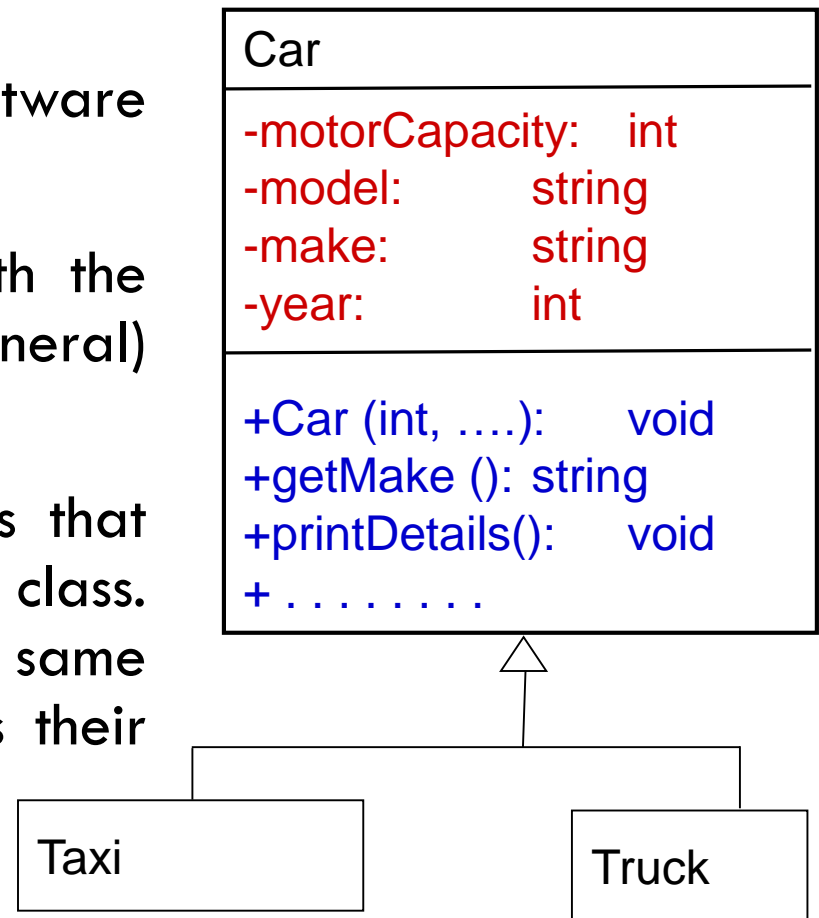 tware
th the
neral)
s that
class.
same
s their
Car
-motorCapacity: int
-model: string
-make: string
-year: int
+Car (int, ....): void
+getMake (): string
+printDetails(): void
+ . . . . . . . .
Taxi
Truck